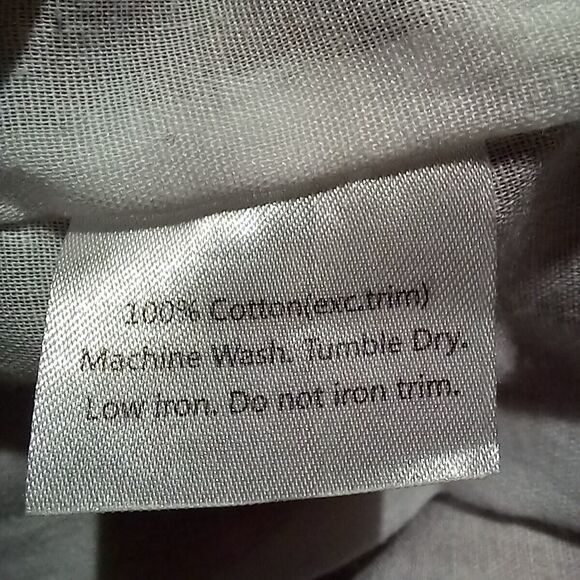 100% Cotton(exc.trim)
Machine Wash. Tumble Dry.
Low iron. Do not iron trim.